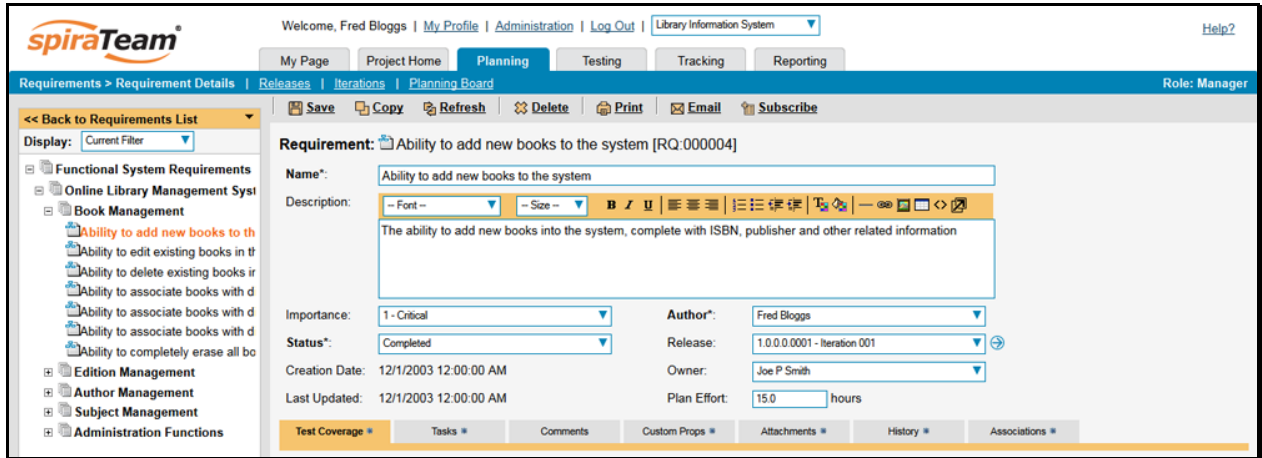 spiraTeam®
Welcome, Fred Bloggs | My Profile | Administration | Log Out | Library Information System
Help?
My Page Project Home Planning Testing Tracking Reporting
Requirements > Requirement Details | Releases | Iterations | Planning Board Role: Manager
<< Back to Requirements List
Display: Current Filter
Functional System Requirements
Online Library Management Syst
Book Management
Ability to add new books to th
Ability to edit existing books in th
Ability to delete existing books in
Ability to associate books with d
Ability to associate books with d
Ability to associate books with d
Ability to completely erase all bo
Edition Management
Author Management
Subject Management
Administration Functions
Save Copy Refresh Delete Print Email Subscribe
Requirement: Ability to add new books to the system [RQ:000004]
Name*: Ability to add new books to the system
Description: -- Font -- -- Size -- B I U
The ability to add new books into the system, complete with ISBN, publisher and other related information
Importance: 1 - Critical Author*: Fred Bloggs
Status*: Completed Release: 1.0.0.0.0001 - Iteration 001
Creation Date: 12/1/2003 12:00:00 AM Owner: Joe P Smith
Last Updated: 12/1/2003 12:00:00 AM Plan Effort: 15.0 hours
Test Coverage Tasks Comments Custom Props Attachments History Associations